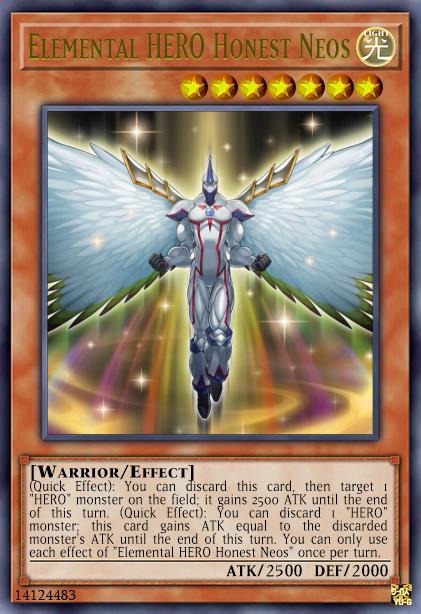 ELEMENTAL HERO HONEST NEOS
LIGHT
光
[WARRIOR/EFFECT]
(Quick Effect): You can discard this card, then target 1
"HERO" monster on the field; it gains 2500 ATK until the end
of this turn. (Quick Effect): You can discard 1 "HERO"
monster; this card gains ATK equal to the discarded
monster's ATK until the end of this turn. You can only use
each effect of "Elemental HERO Honest Neos" once per turn.
ATK/2500 DEF/2000
14124483